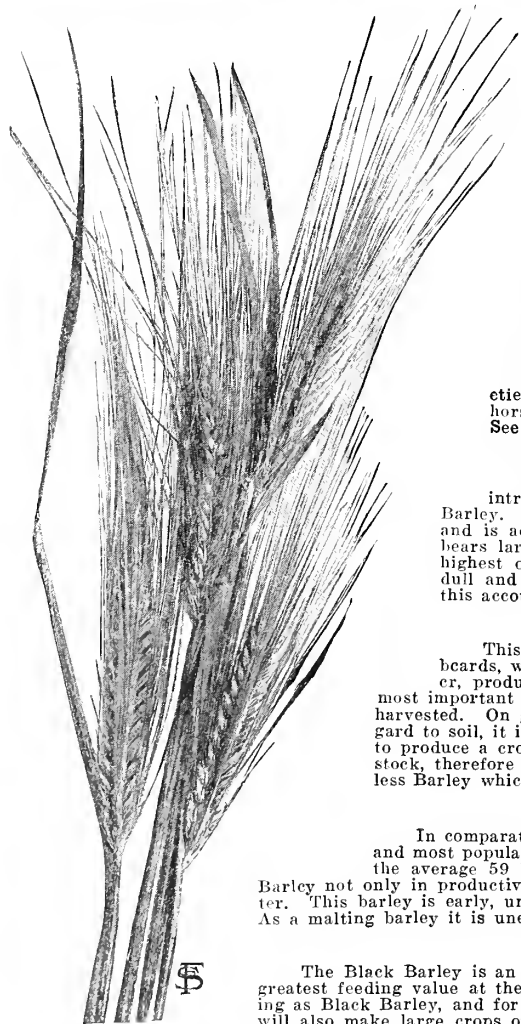 etie
hors
See
intr
Barley.
and is ac
bears lar
highest c
dull and
this acco
This
beards, w
er, produ
most important
harvested. On
gard to soil, it i
to produce a cro
stock, therefore
less Barley whic
In comparat
and most popula
the average 59
Barley not only in productiv
ter. This barley is early, un
As a malting barley it is une
The Black Barley is an
greatest feeding value at the
ing as Black Barley, and for
will also make large crops o